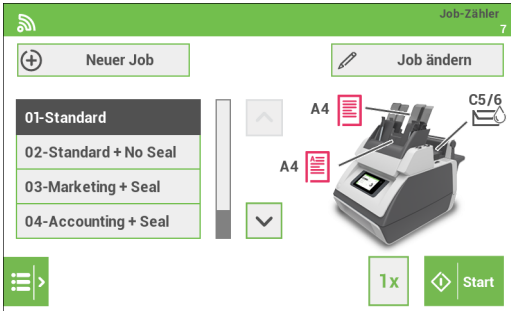 Job-Zähler
7
Neuer Job
Job ändern
01-Standard
02-Standard + No Seal
03-Marketing + Seal
04-Accounting + Seal
A4
C5/6
A4
1x
Start